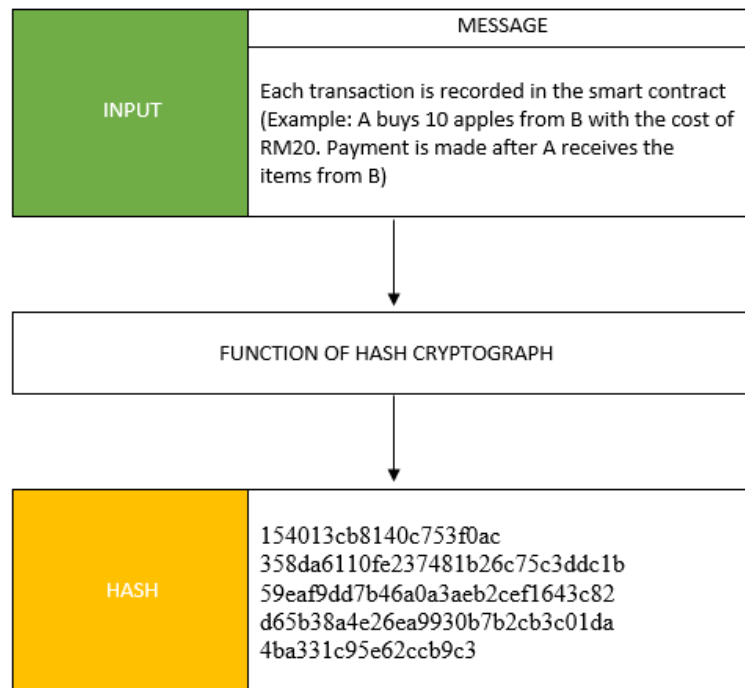 MESSAGE
INPUT
Each transaction is recorded in the smart contract
(Example: A buys 10 apples from B with the cost of
RM20. Payment is made after A receives the
items from B)
FUNCTION OF HASH CRYPTOGRAPH
HASH
154013cb8140c753f0ac
358da6110fe237481b26c75c3ddc1b
59eaf9dd7b46a0a3aeb2cef1643c82
d65b38a4e26ea9930b7b2cb3c01da
4ba331c95e62ccb9c3